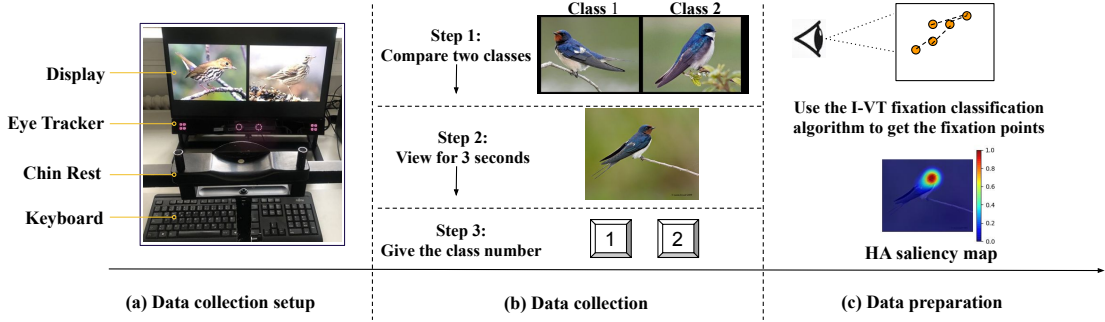 Display
Eye Tracker
Chin Rest
Keyboard
(a) Data collection setup
Step 1:
Compare two classes
Class 1
Class 2
Step 2:
View for 3 seconds
Step 3:
Give the class number
1
2
(b) Data collection
Use the I-VT fixation classification
algorithm to get the fixation points
1.0
0.8
0.6
0.4
0.2
0.0
HA saliency map
(c) Data preparation